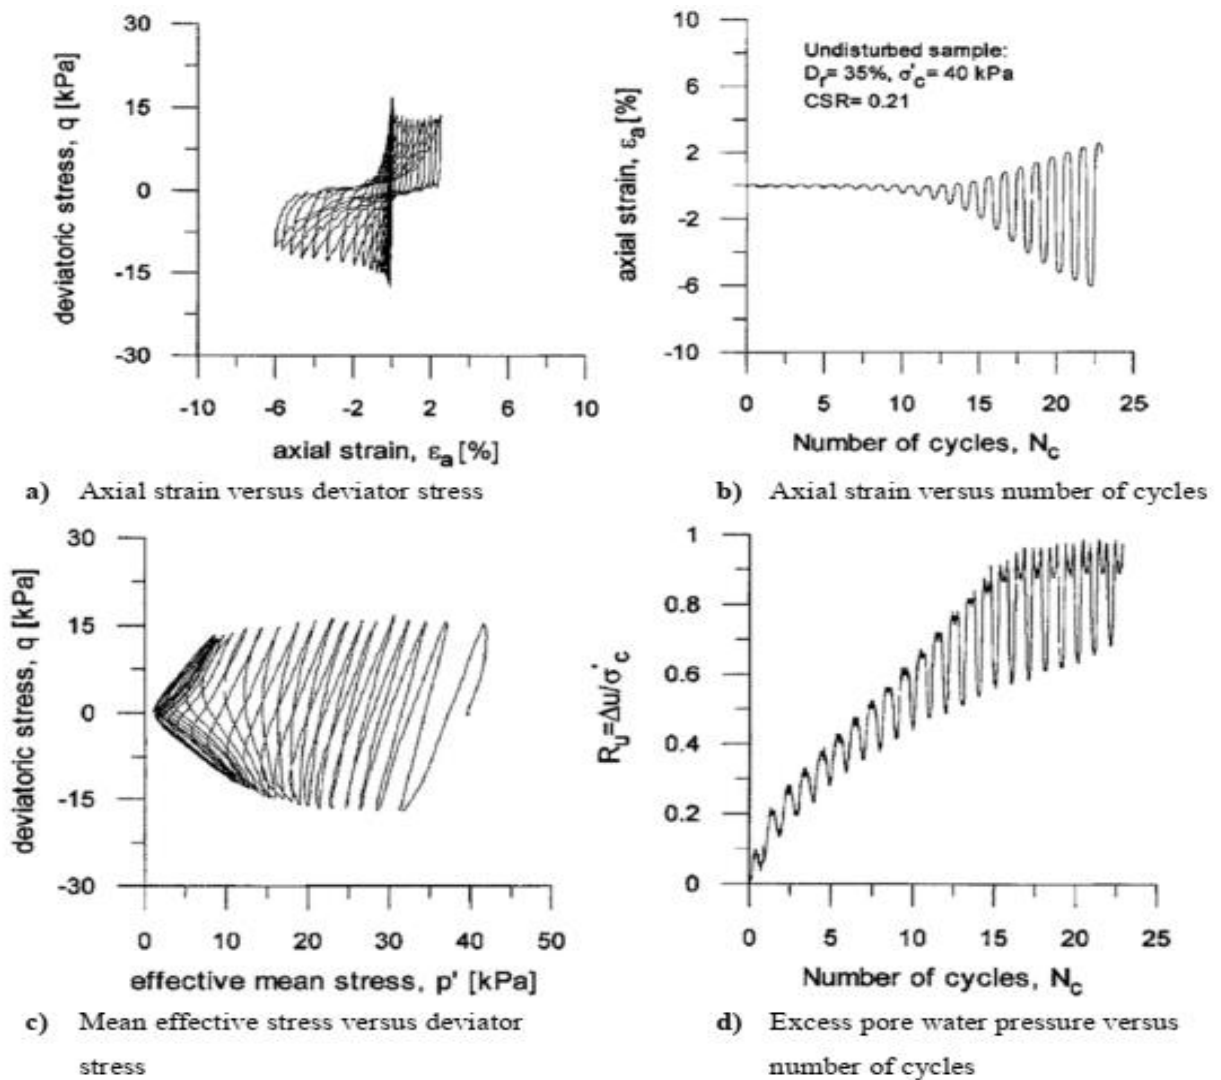 30
15
0
-15
-30
deviatoric stress, q [kPa]
-10 -6 -2 2 6 10
axial strain, εa [%]
a) Axial strain versus deviator stress
10
6
2
-2
-6
-10
axial strain, εa [%]
Undisturbed sample:
Dr= 35%, σ'c= 40 kPa
CSR= 0.21
0 5 10 15 20 25
Number of cycles, Nc
b) Axial strain versus number of cycles
30
15
0
-15
-30
deviatoric stress, q [kPa]
0 10 20 30 40 50
effective mean stress, p' [kPa]
c) Mean effective stress versus deviator
stress
1
0.8
0.6
0.4
0.2
0
Ru=Δu/σ'c
0 5 10 15 20 25
Number of cycles, Nc
d) Excess pore water pressure versus
number of cycles